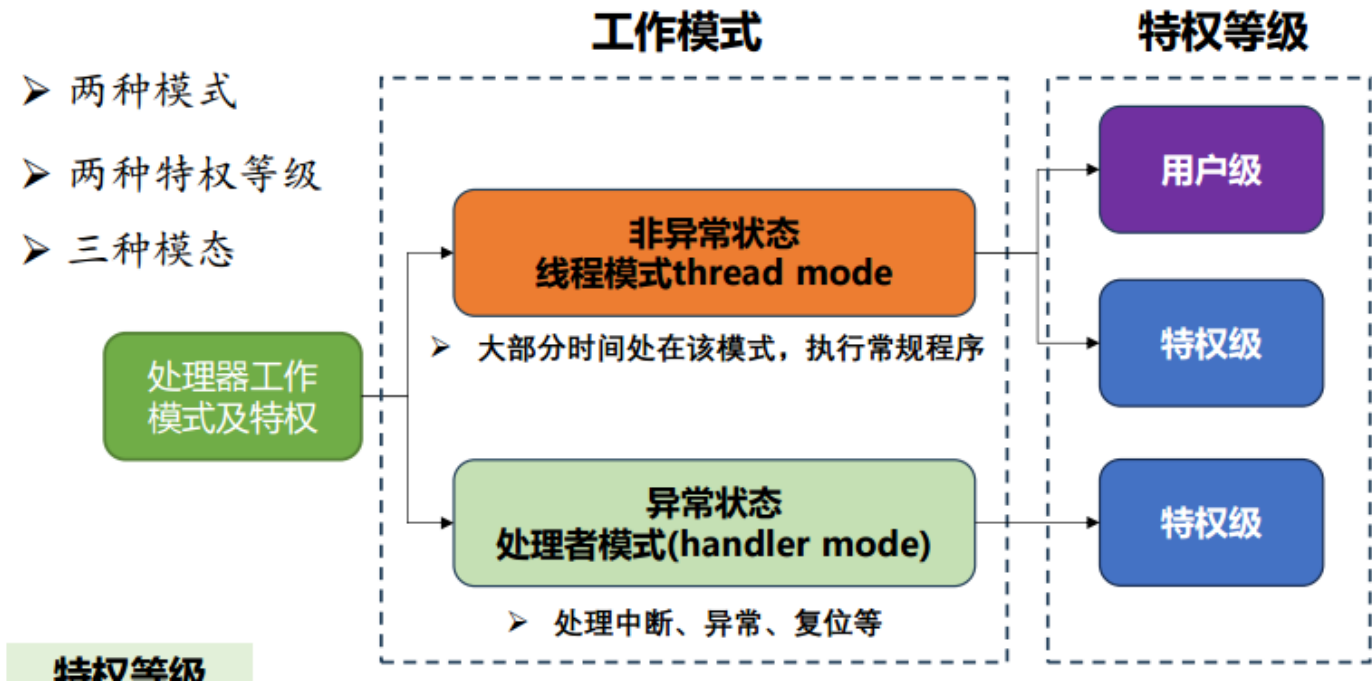 工作模式
特权等级
➢ 两种模式
➢ 两种特权等级
➢ 三种模态
处理器工作
模式及特权
非异常状态
线程模式thread mode
➢ 大部分时间处在该模式，执行常规程序
异常状态
处理者模式(handler mode)
➢ 处理中断、异常、复位等
用户级
特权级
特权级
特权等级